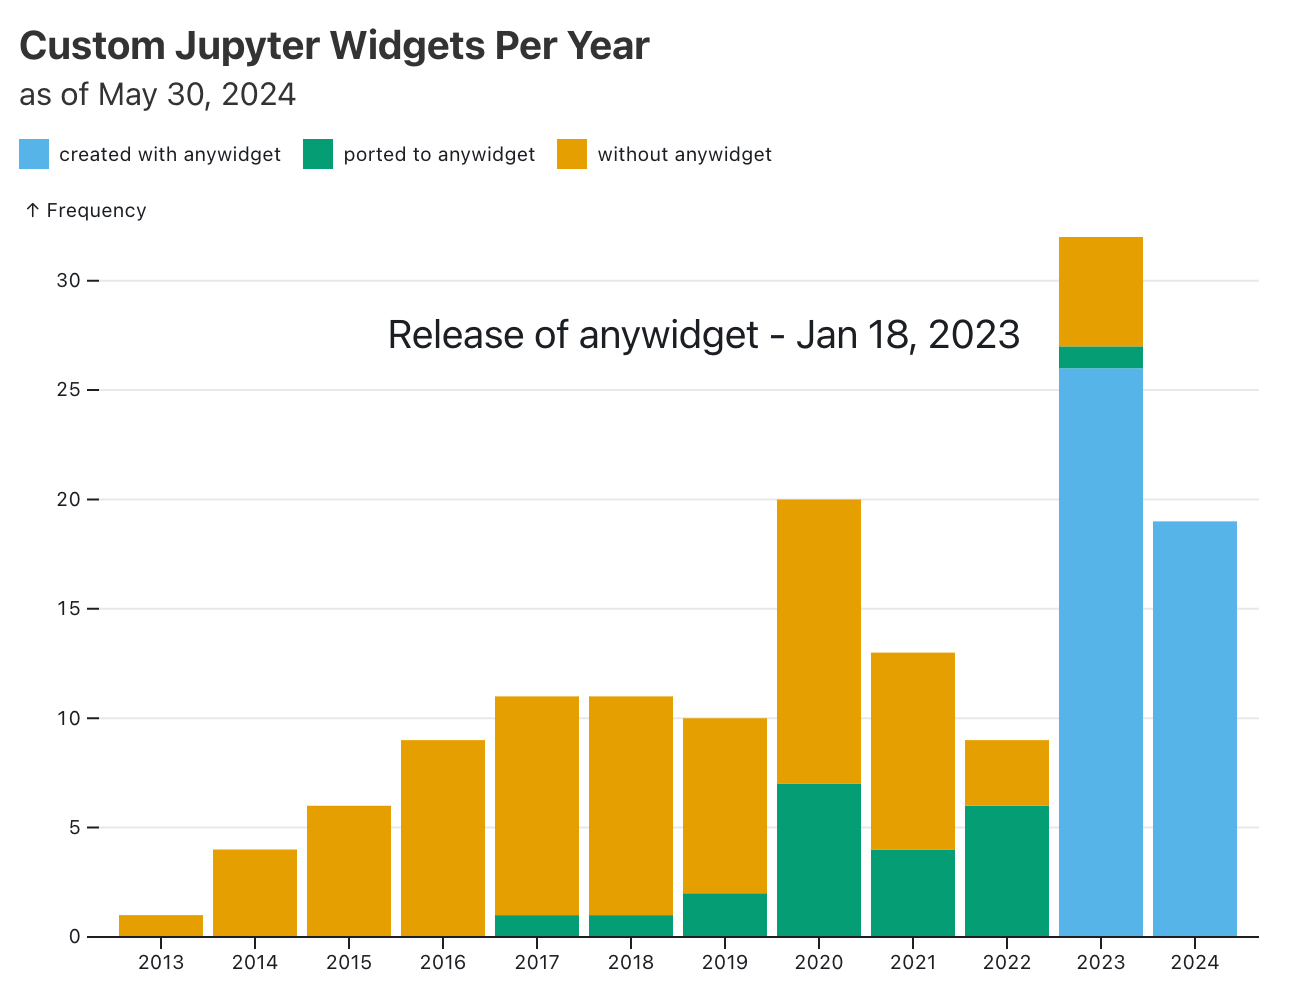 Custom Jupyter Widgets Per Year
as of May 30, 2024
created with anywidget ported to anywidget without anywidget
↑ Frequency
30
Release of anywidget - Jan 18, 2023
25
20
15
10
5
0
2013 2014 2015 2016 2017 2018 2019 2020 2021 2022 2023 2024